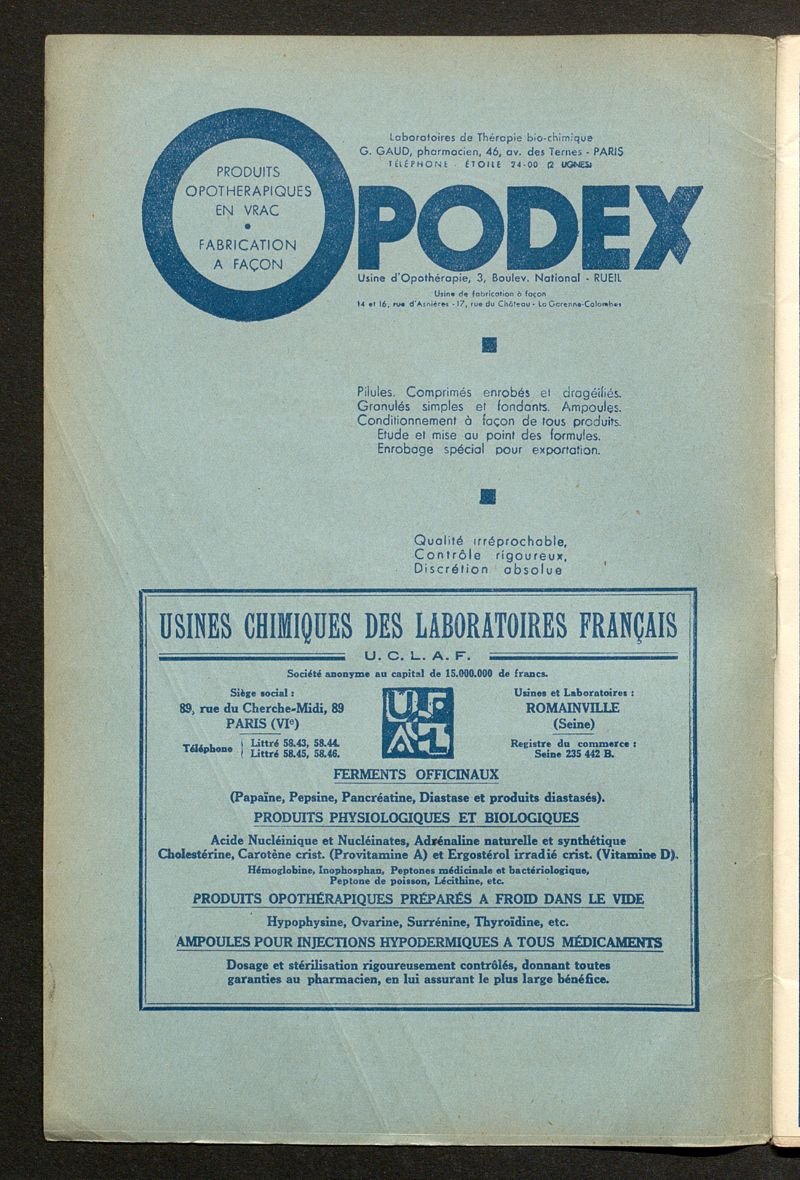 Laboratoires de Thérapie bio-chimique
G. GAUD, pharmacien, 46, av. des Ternes - PARIS
TÉLÉPHONE - ÉTOILE 24-00 (2 LIGNES)
PRODUITS
OPOTHERAPIQUES
EN VRAC
•
FABRICATION
A FAÇON
OPODEX
Usine d'Opothérapie, 3, Boulev. National - RUEIL
Usine de fabrication à façon
14 et 16, rue d'Asnières - 17, rue du Château - La Garenne-Colombes
Pilules. Comprimés enrobés et dragéifiés.
Granulés simples et fondants. Ampoules.
Conditionnement à façon de tous produits.
Etude et mise au point des formules.
Enrobage spécial pour exportation.
Qualité irréprochable,
Contrôle rigoureux,
Discrétion absolue
USINES CHIMIQUES DES LABORATOIRES FRANÇAIS
U. C. L. A. F.
Société anonyme au capital de 15.000.000 de francs.
Siège social :
89, rue du Cherche-Midi, 89
PARIS (VIe)
Téléphone { Littré 58.43, 58.44.
Littré 58.45, 58.46.
UCLAF
Usines et Laboratoires :
ROMAINVILLE
(Seine)
Registre du commerce :
Seine 235 442 B.
FERMENTS OFFICINAUX
(Papaïne, Pepsine, Pancréatine, Diastase et produits diastasés).
PRODUITS PHYSIOLOGIQUES ET BIOLOGIQUES
Acide Nucléinique et Nucléinates, Adrénaline naturelle et synthétique
Cholestérine, Carotène crist. (Provitamine A) et Ergostérol irradié crist. (Vitamine D).
Hémoglobine, Inophosphan, Peptones médicinale et bactériologique,
Peptone de poisson, Lécithine, etc.
PRODUITS OPOTHÉRAPIQUES PRÉPARÉS A FROID DANS LE VIDE
Hypophysine, Ovarine, Surrénine, Thyroïdine, etc.
AMPOULES POUR INJECTIONS HYPODERMIQUES A TOUS MÉDICAMENTS
Dosage et stérilisation rigoureusement contrôlés, donnant toutes
garanties au pharmacien, en lui assurant le plus large bénéfice.